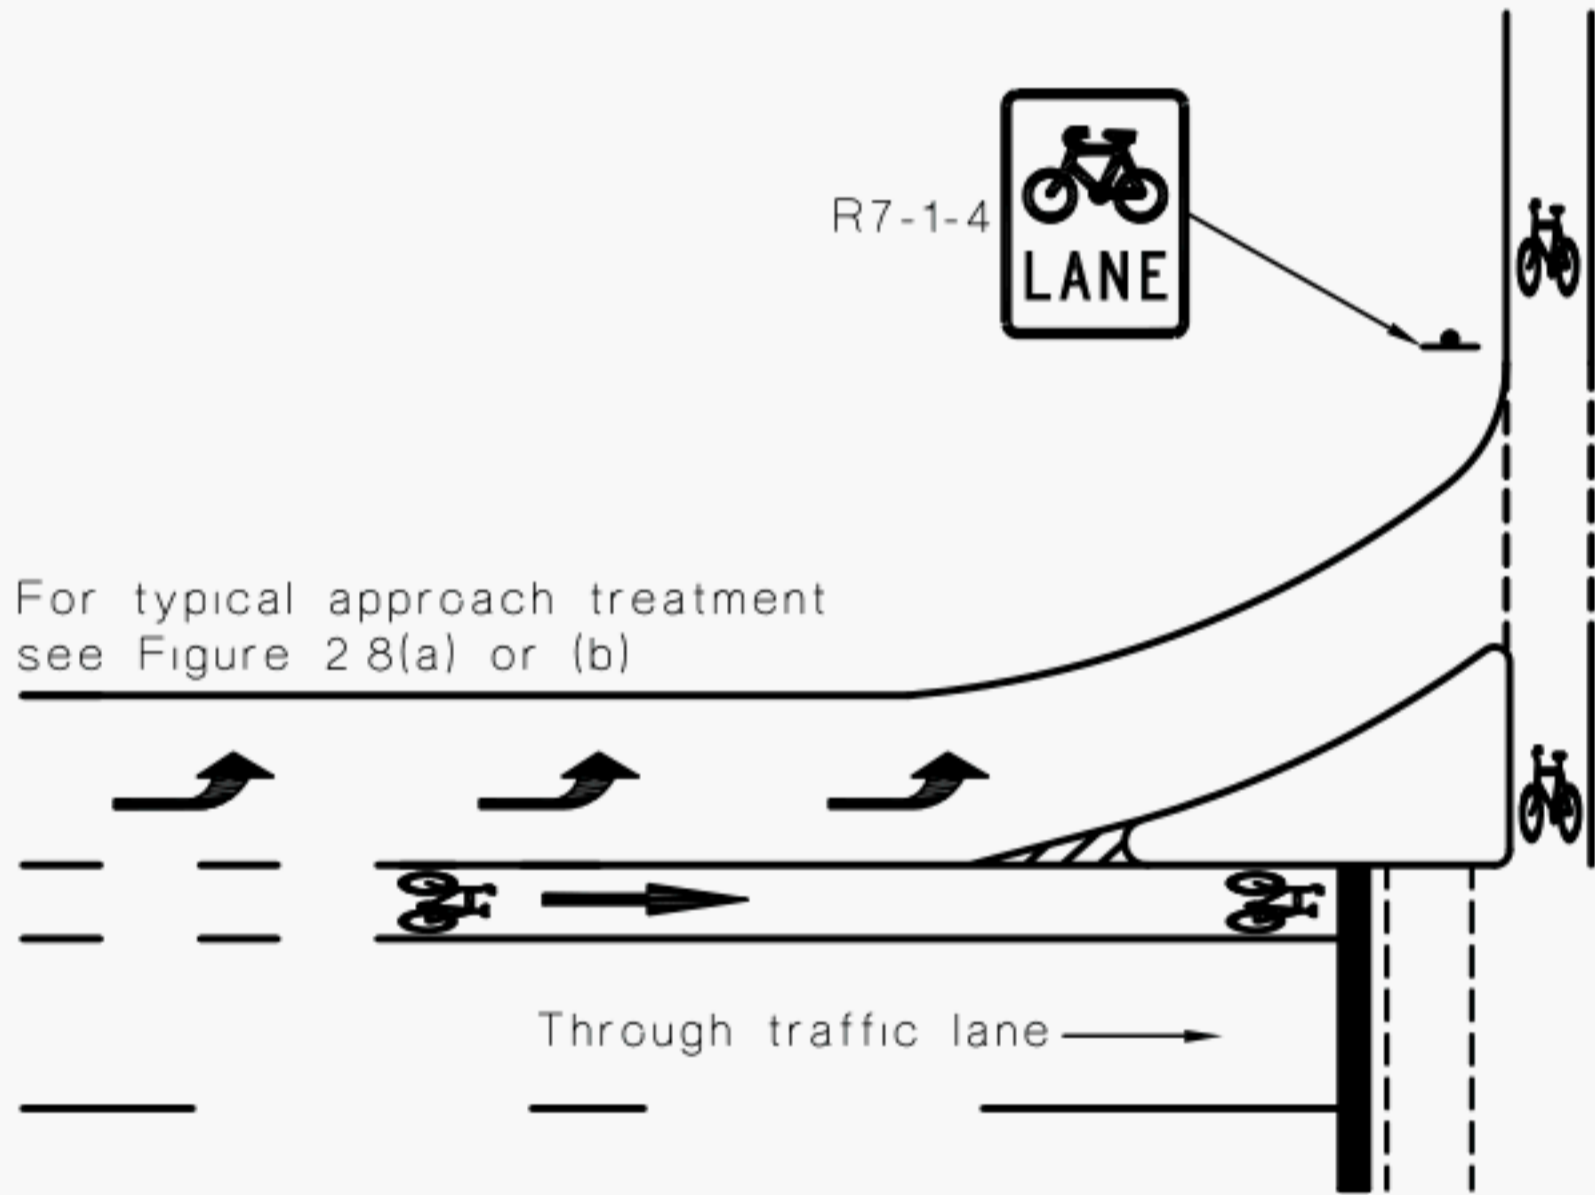 R7-1-4
LANE
For typical approach treatment
see Figure 2 8(a) or (b)
Through traffic lane